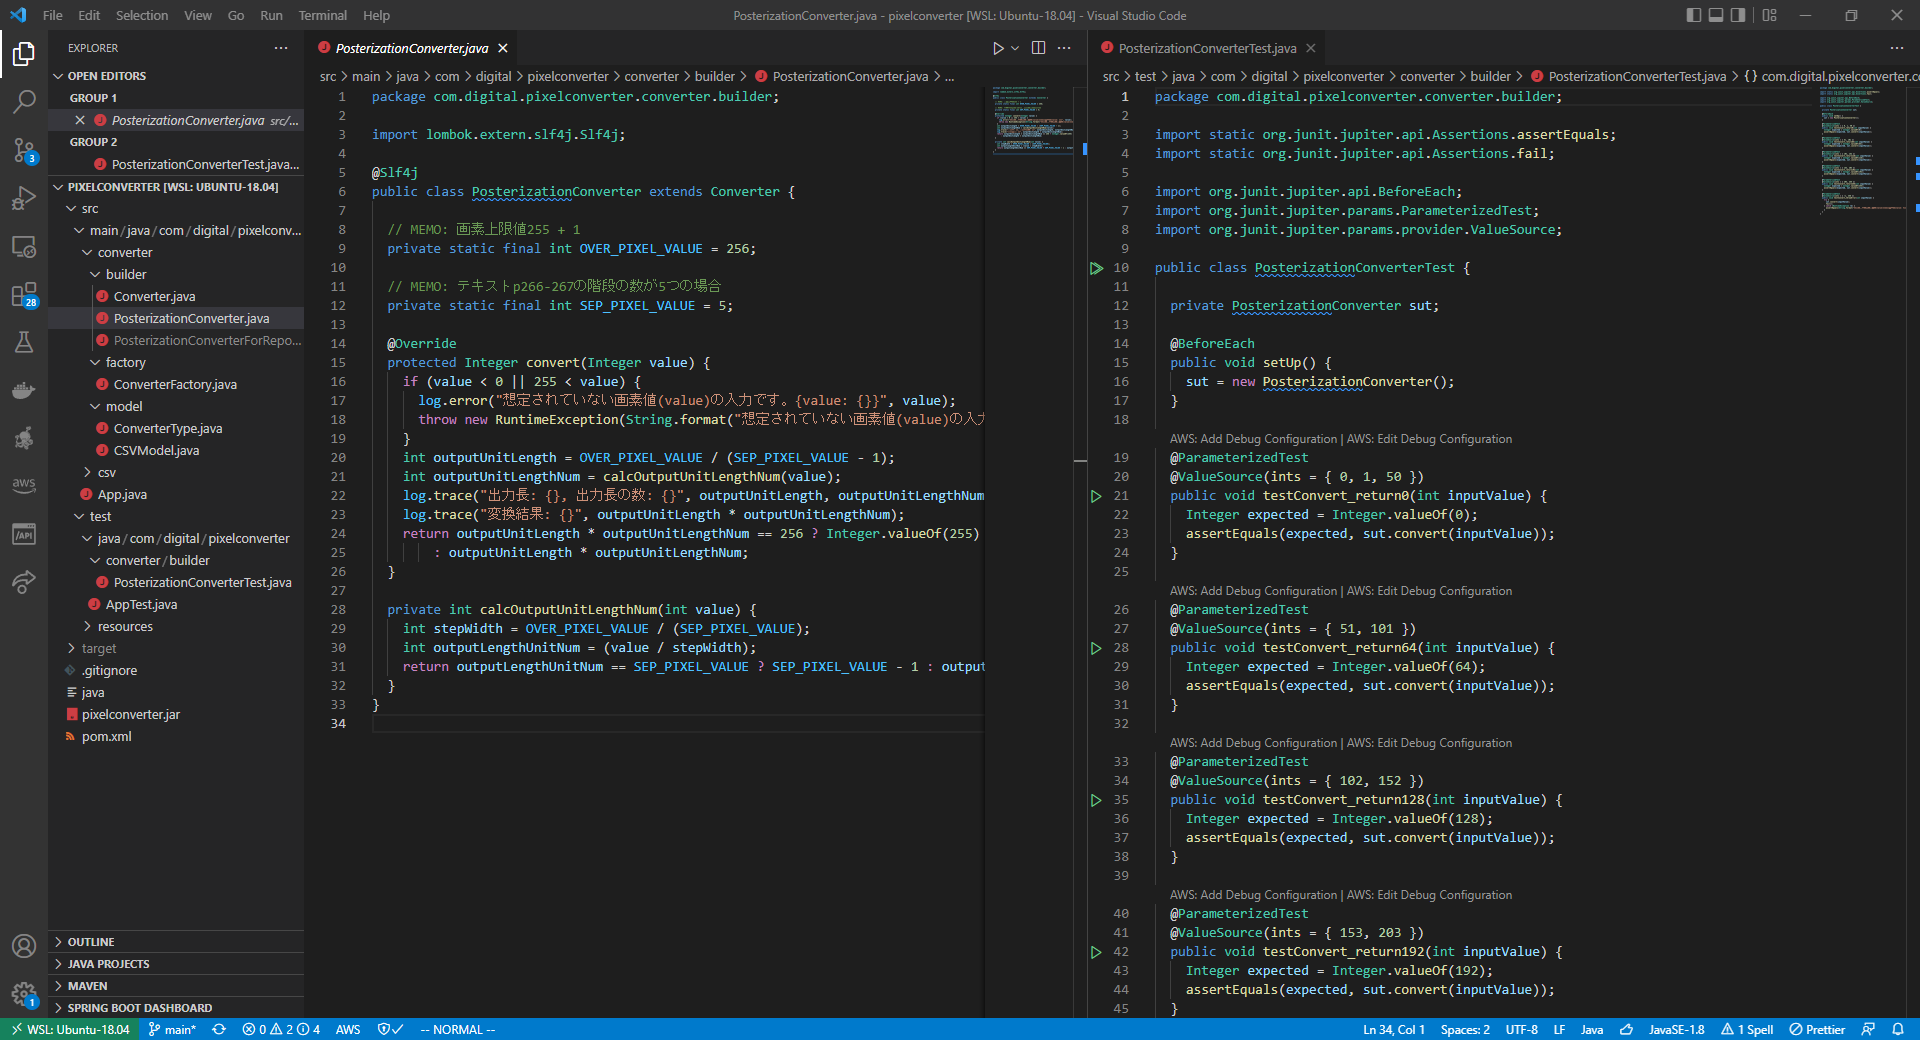 File Edit Selection View Go Run Terminal Help
PosterizationConverter.java - pixelconverter [WSL: Ubuntu-18.04] - Visual Studio Code
EXPLORER
OPEN EDITORS
GROUP 1
PosterizationConverter.java src/...
GROUP 2
PosterizationConverterTest.java...
PIXELCONVERTER [WSL: UBUNTU-18.04]
src
main/java/com/digital/pixelconv...
converter
builder
Converter.java
PosterizationConverter.java
PosterizationConverterForRepo...
factory
ConverterFactory.java
model
ConverterType.java
CSVModel.java
csv
App.java
test
java/com/digital/pixelconverter
converter/builder
PosterizationConverterTest.java
AppTest.java
resources
target
.gitignore
java
pixelconverter.jar
pom.xml
OUTLINE
JAVA PROJECTS
MAVEN
SPRING BOOT DASHBOARD
3
28
aws
/API
1
PosterizationConverter.java
src > main > java > com > digital > pixelconverter > converter > builder > PosterizationConverter.java > ...
1 package com.digital.pixelconverter.converter.builder;
2
3 import lombok.extern.slf4j.Slf4j;
4
5 @Slf4j
6 public class PosterizationConverter extends Converter {
7
8 // MEMO: 画素上限値255 + 1
9 private static final int OVER_PIXEL_VALUE = 256;
10
11 // MEMO: テキストp266-267の階段の数が5つの場合
12 private static final int SEP_PIXEL_VALUE = 5;
13
14 @Override
15 protected Integer convert(Integer value) {
16 if (value < 0 || 255 < value) {
17 log.error("想定されていない画素値(value)の入力です。{value: {}}", value);
18 throw new RuntimeException(String.format("想定されていない画素値(value)の入力
19 }
20 int outputUnitLength = OVER_PIXEL_VALUE / (SEP_PIXEL_VALUE - 1);
21 int outputUnitLengthNum = calcOutputUnitLengthNum(value);
22 log.trace("出力長: {}, 出力長の数: {}", outputUnitLength, outputUnitLengthNum
23 log.trace("変換結果: {}", outputUnitLength * outputUnitLengthNum);
24 return outputUnitLength * outputUnitLengthNum == 256 ? Integer.valueOf(255)
25 : outputUnitLength * outputUnitLengthNum;
26 }
27
28 private int calcOutputUnitLengthNum(int value) {
29 int stepWidth = OVER_PIXEL_VALUE / (SEP_PIXEL_VALUE);
30 int outputLengthUnitNum = (value / stepWidth);
31 return outputLengthUnitNum == SEP_PIXEL_VALUE ? SEP_PIXEL_VALUE - 1 : output
32 }
33 }
34
PosterizationConverterTest.java
src > test > java > com > digital > pixelconverter > converter > builder > PosterizationConverterTest.java > {} com.digital.pixelconverter.co
1 package com.digital.pixelconverter.converter.builder;
2
3 import static org.junit.jupiter.api.Assertions.assertEquals;
4 import static org.junit.jupiter.api.Assertions.fail;
5
6 import org.junit.jupiter.api.BeforeEach;
7 import org.junit.jupiter.params.ParameterizedTest;
8 import org.junit.jupiter.params.provider.ValueSource;
9
10 public class PosterizationConverterTest {
11
12 private PosterizationConverter sut;
13
14 @BeforeEach
15 public void setUp() {
16 sut = new PosterizationConverter();
17 }
18
AWS: Add Debug Configuration | AWS: Edit Debug Configuration
19 @ParameterizedTest
20 @ValueSource(ints = { 0, 1, 50 })
21 public void testConvert_return0(int inputValue) {
22 Integer expected = Integer.valueOf(0);
23 assertEquals(expected, sut.convert(inputValue));
24 }
25
AWS: Add Debug Configuration | AWS: Edit Debug Configuration
26 @ParameterizedTest
27 @ValueSource(ints = { 51, 101 })
28 public void testConvert_return64(int inputValue) {
29 Integer expected = Integer.valueOf(64);
30 assertEquals(expected, sut.convert(inputValue));
31 }
32
AWS: Add Debug Configuration | AWS: Edit Debug Configuration
33 @ParameterizedTest
34 @ValueSource(ints = { 102, 152 })
35 public void testConvert_return128(int inputValue) {
36 Integer expected = Integer.valueOf(128);
37 assertEquals(expected, sut.convert(inputValue));
38 }
39
AWS: Add Debug Configuration | AWS: Edit Debug Configuration
40 @ParameterizedTest
41 @ValueSource(ints = { 153, 203 })
42 public void testConvert_return192(int inputValue) {
43 Integer expected = Integer.valueOf(192);
44 assertEquals(expected, sut.convert(inputValue));
45 }
WSL: Ubuntu-18.04 main* 0 2 4 AWS -- NORMAL -- Ln 34, Col 1 Spaces: 2 UTF-8 LF Java JavaSE-1.8 1 Spell Prettier